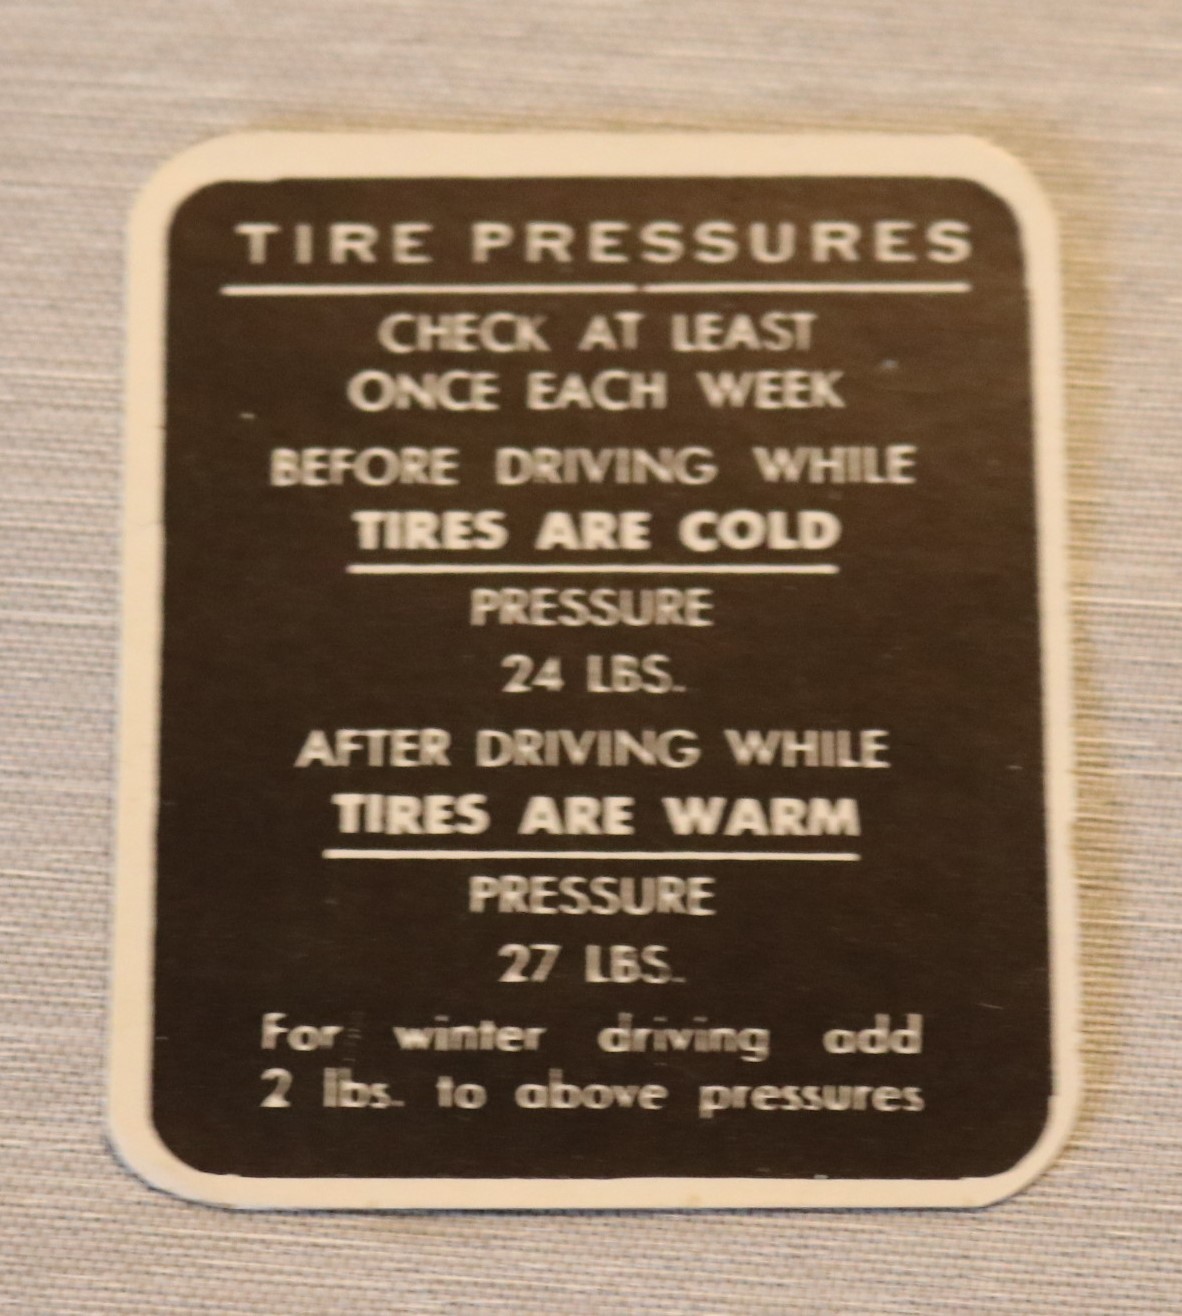 TIRE PRESSURES
CHECK AT LEAST
ONCE EACH WEEK
BEFORE DRIVING WHILE
TIRES ARE COLD
PRESSURE
24 LBS.
AFTER DRIVING WHILE
TIRES ARE WARM
PRESSURE
27 LBS.
For winter driving add
2 lbs. to above pressures